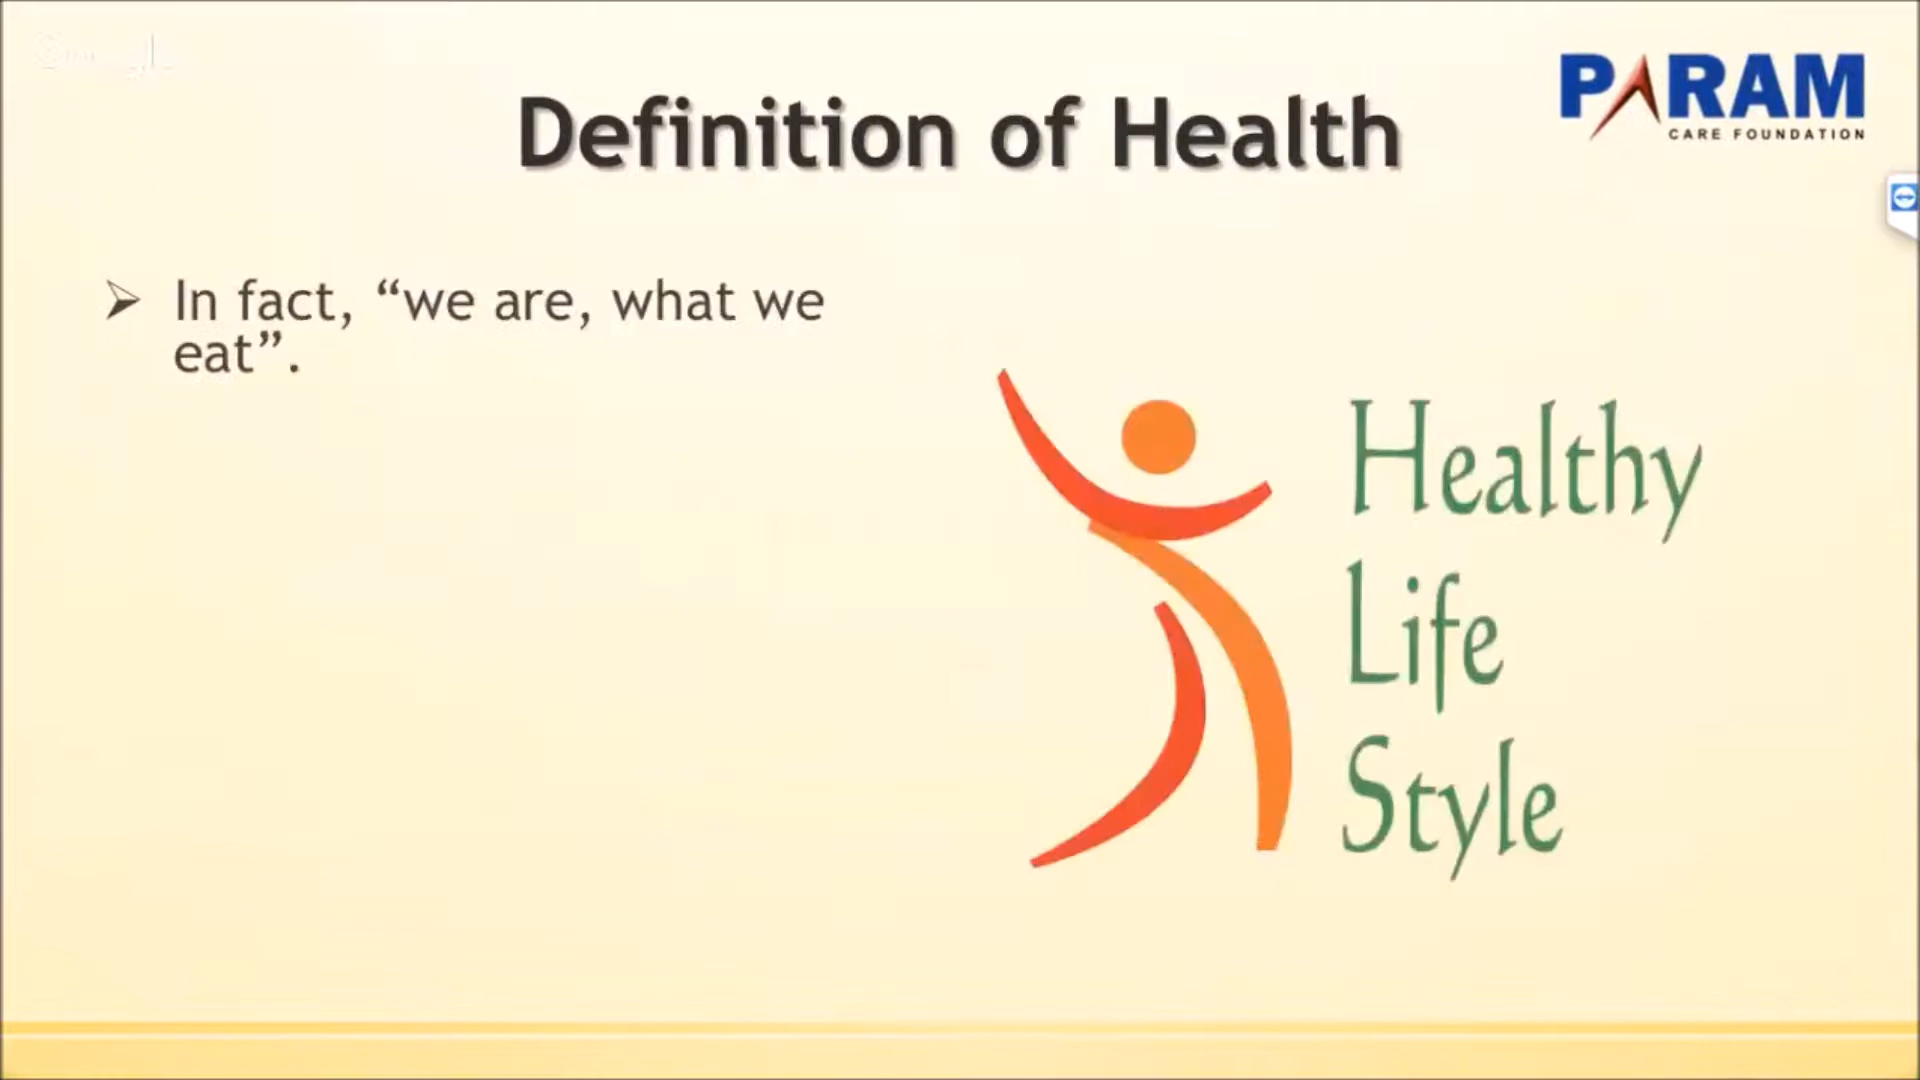 Definition of Health
PARAM
CARE FOUNDATION
➢ In fact, “we are, what we
eat”.
Healthy
Life
Style